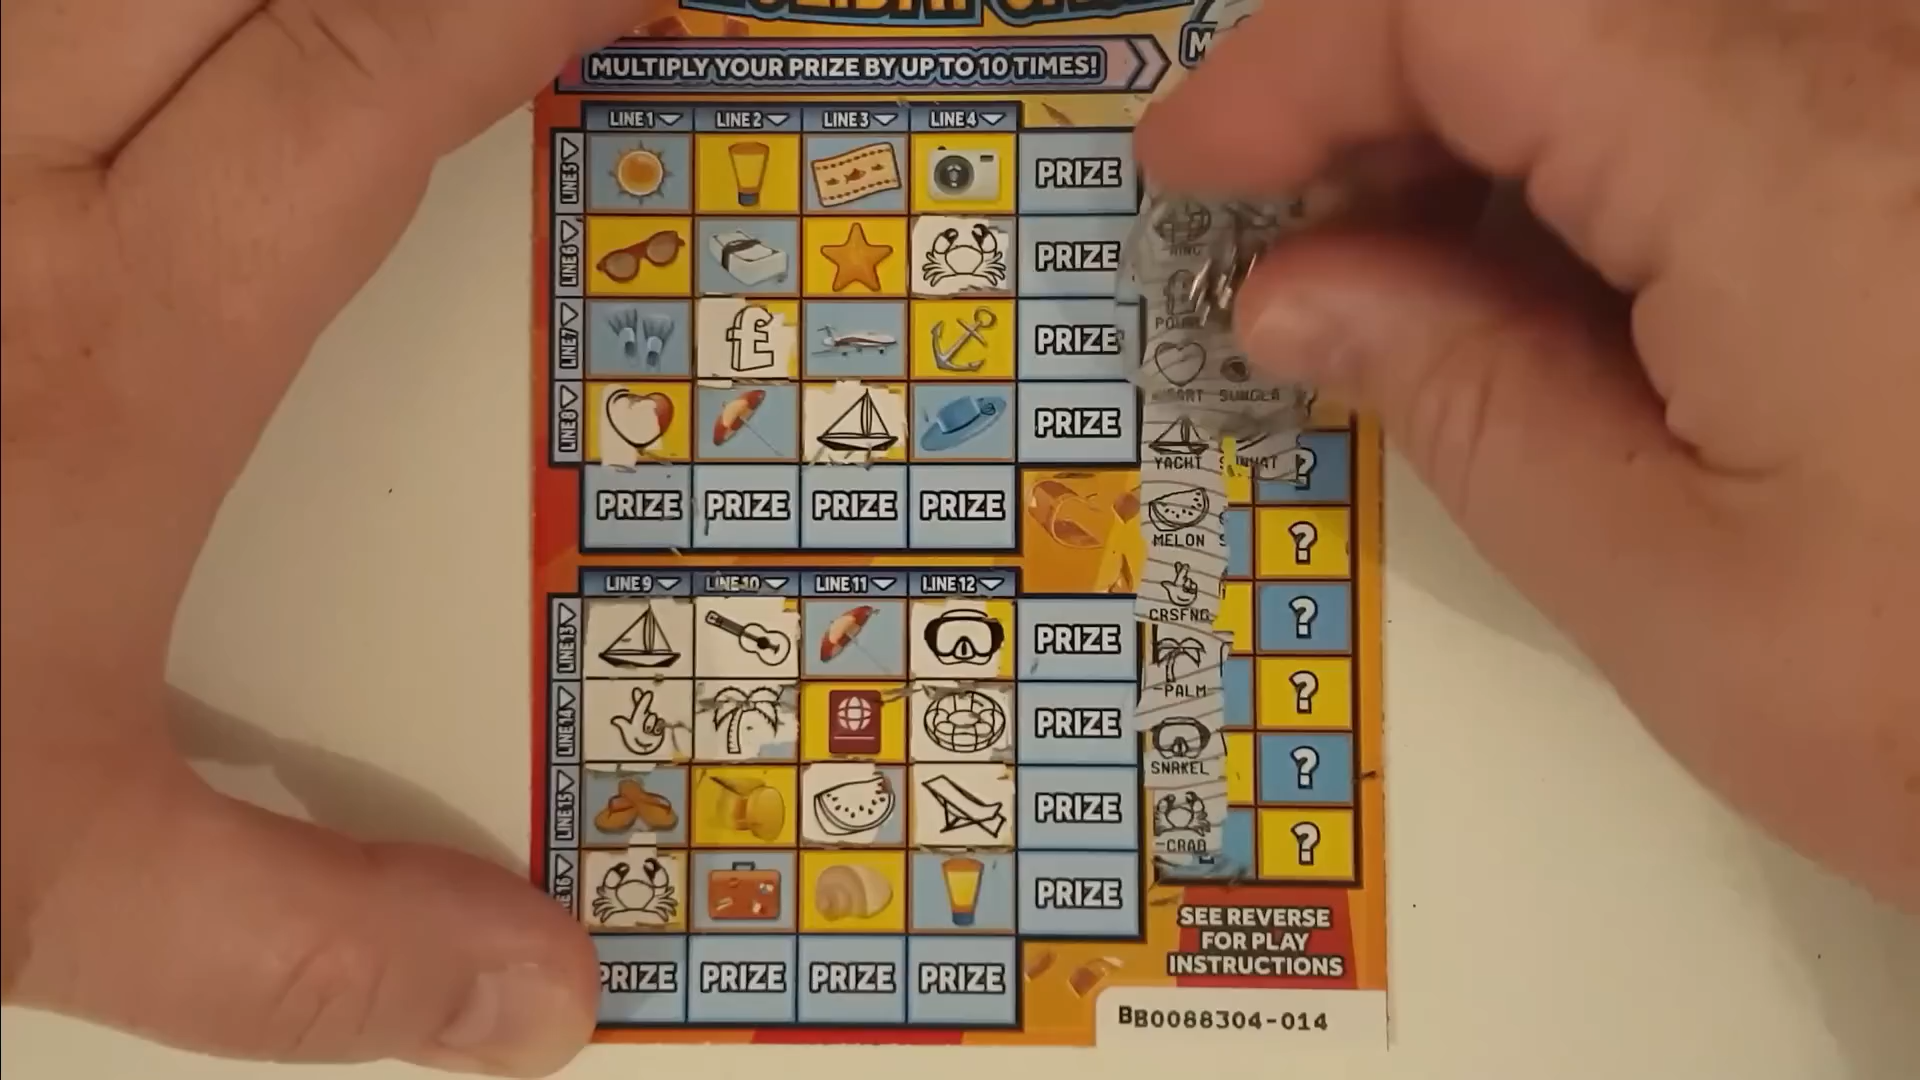 MULTIPLY YOUR PRIZE BY UP TO 10 TIMES!
LINE 1 LINE 2 LINE 3 LINE 4
LINE 5 PRIZE
LINE 6 PRIZE
LINE 7 £ PRIZE
LINE 8 PRIZE
PRIZE PRIZE PRIZE PRIZE
LINE 9 LINE 10 LINE 11 LINE 12
LINE 13 PRIZE
LINE 14 PRIZE
LINE 15 PRIZE
16 PRIZE
PRIZE PRIZE PRIZE PRIZE
RING
YACHT SUNHAT ?
MELON ?
CRSFNG ?
PALM ?
SNRKEL ?
CRAB ?
SEE REVERSE
FOR PLAY
INSTRUCTIONS
BB0088304-014